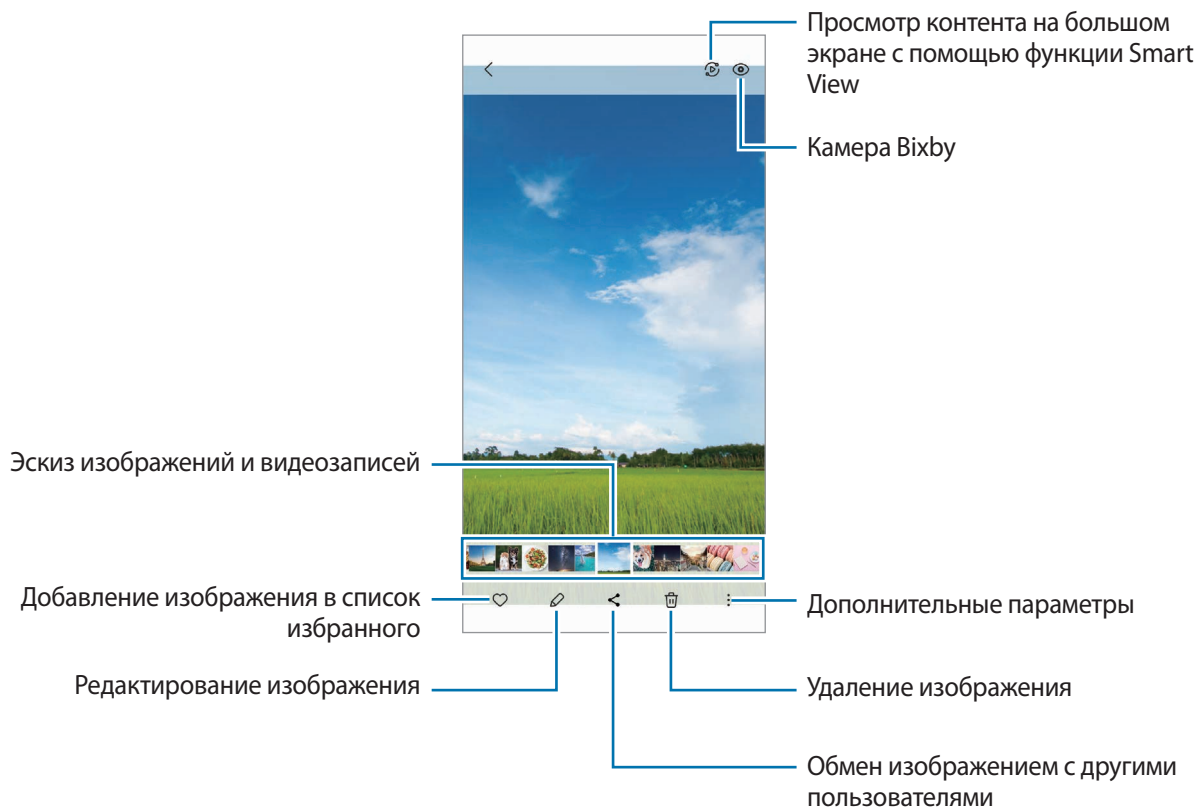 Просмотр контента на большом
экране с помощью функции Smart
View
Камера Bixby
Эскиз изображений и видеозаписей
Добавление изображения в список
избранного
Дополнительные параметры
Редактирование изображения
Удаление изображения
Обмен изображением с другими
пользователями